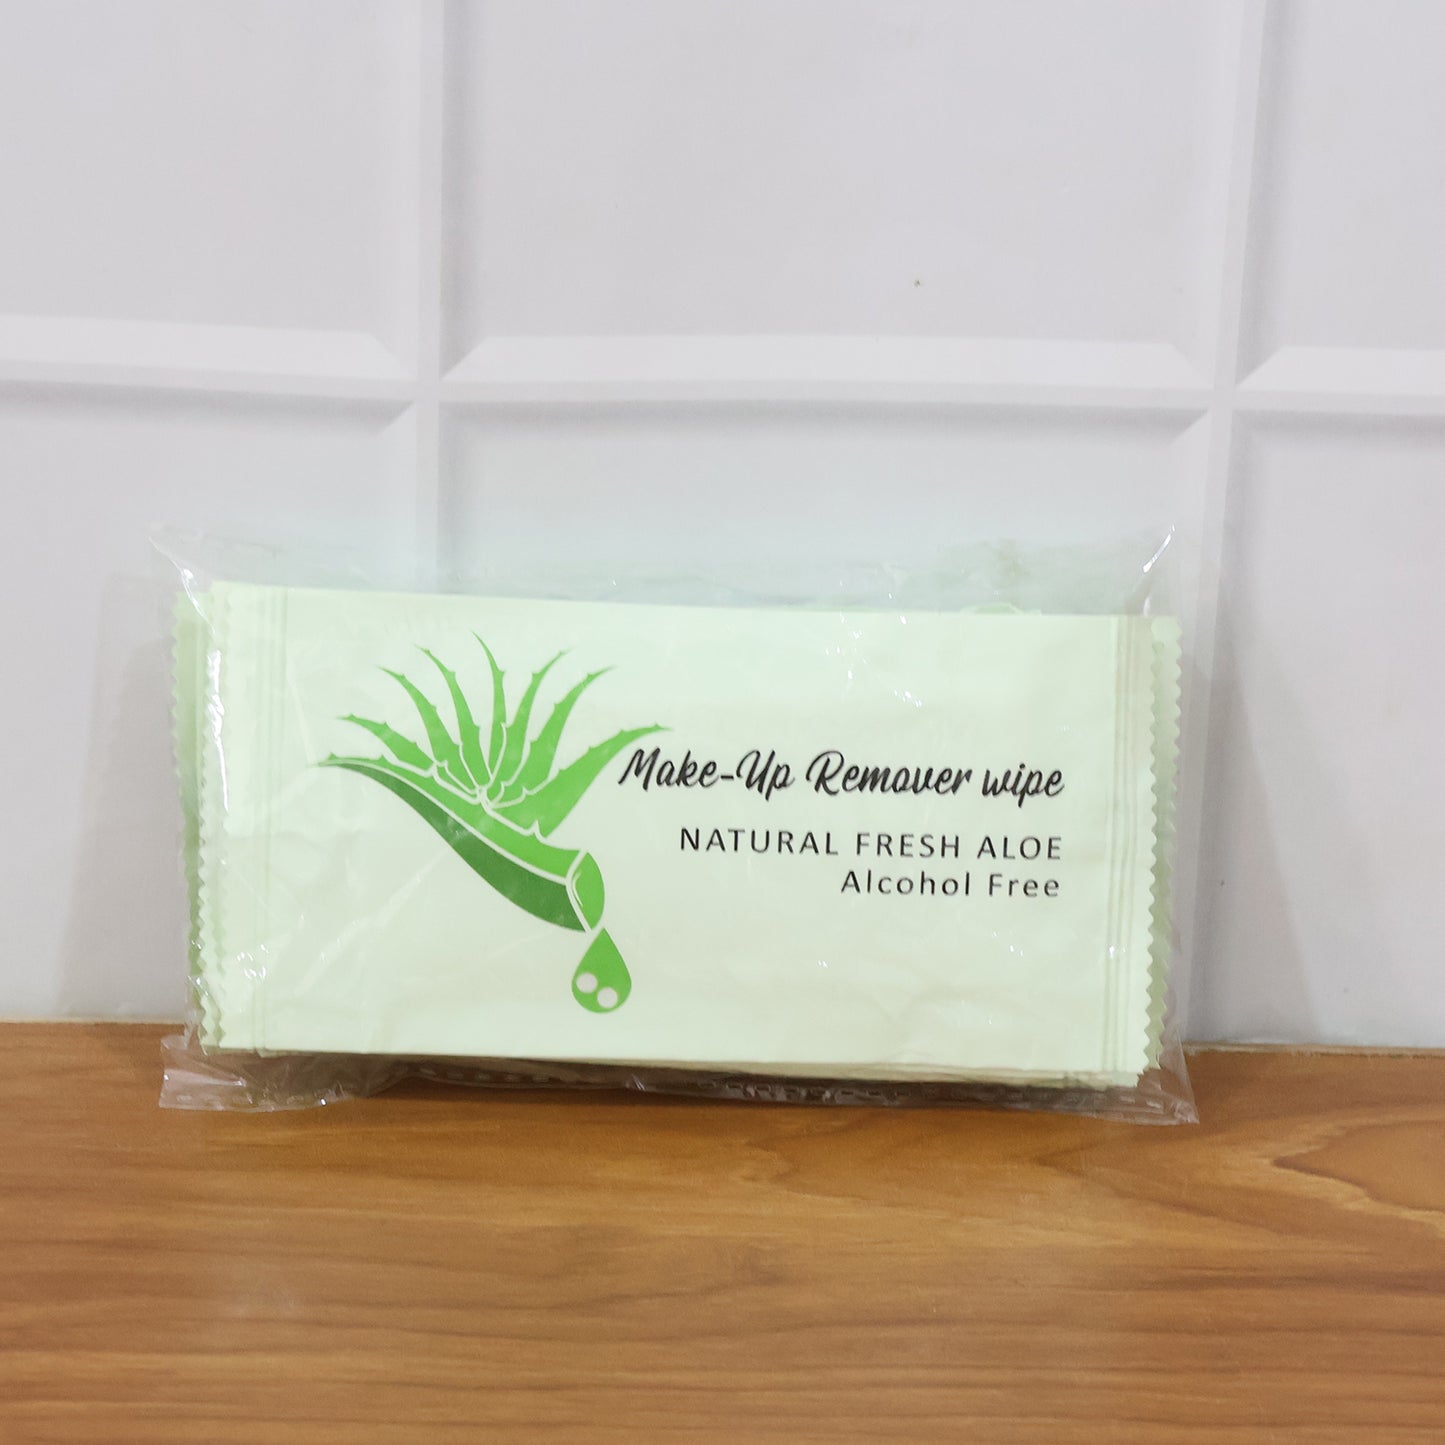 Make-Up Remover wipe
NATURAL FRESH ALOE
Alcohol Free